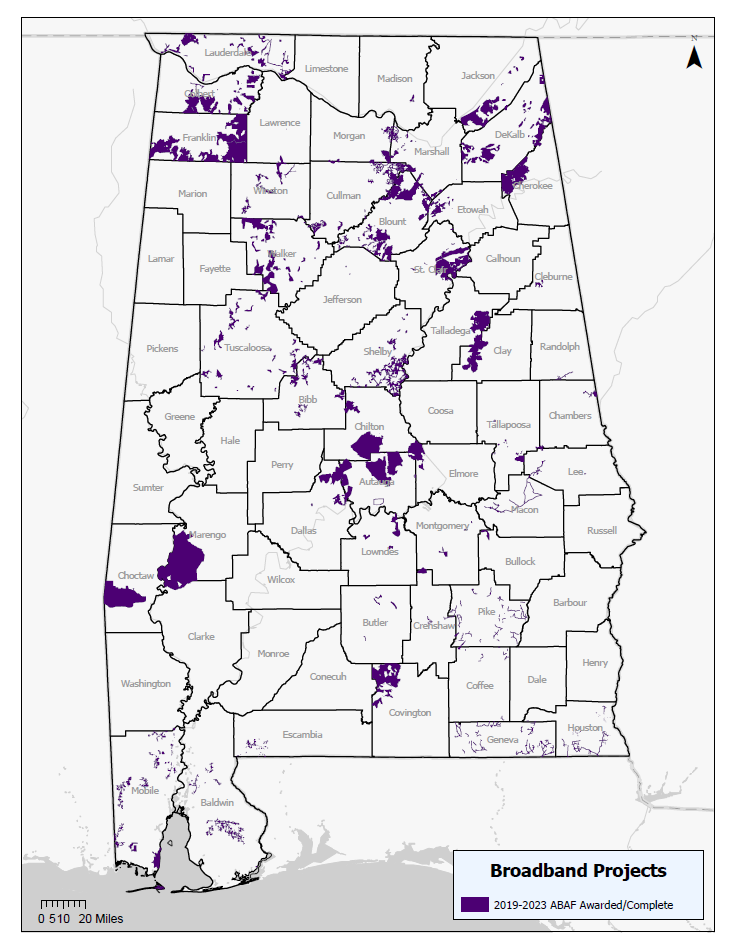 N
Lauderdale
Limestone
Madison
Jackson
Colbert
Lawrence
Franklin
Morgan
Marshall
DeKalb
Marion
Winston
Cullman
Cherokee
Etowah
Blount
Lamar
Fayette
Walker
St. Clair
Calhoun
Cleburne
Jefferson
Talladega
Pickens
Tuscaloosa
Shelby
Clay
Randolph
Bibb
Greene
Coosa
Tallapoosa
Chambers
Hale
Chilton
Perry
Elmore
Lee
Sumter
Autauga
Macon
Marengo
Dallas
Montgomery
Russell
Lowndes
Bullock
Choctaw
Wilcox
Barbour
Butler
Crenshaw
Pike
Clarke
Monroe
Conecuh
Henry
Washington
Coffee
Dale
Covington
Escambia
Geneva
Houston
Mobile
Baldwin
Broadband Projects
2019-2023 ABAF Awarded/Complete
0 5 10 20 Miles